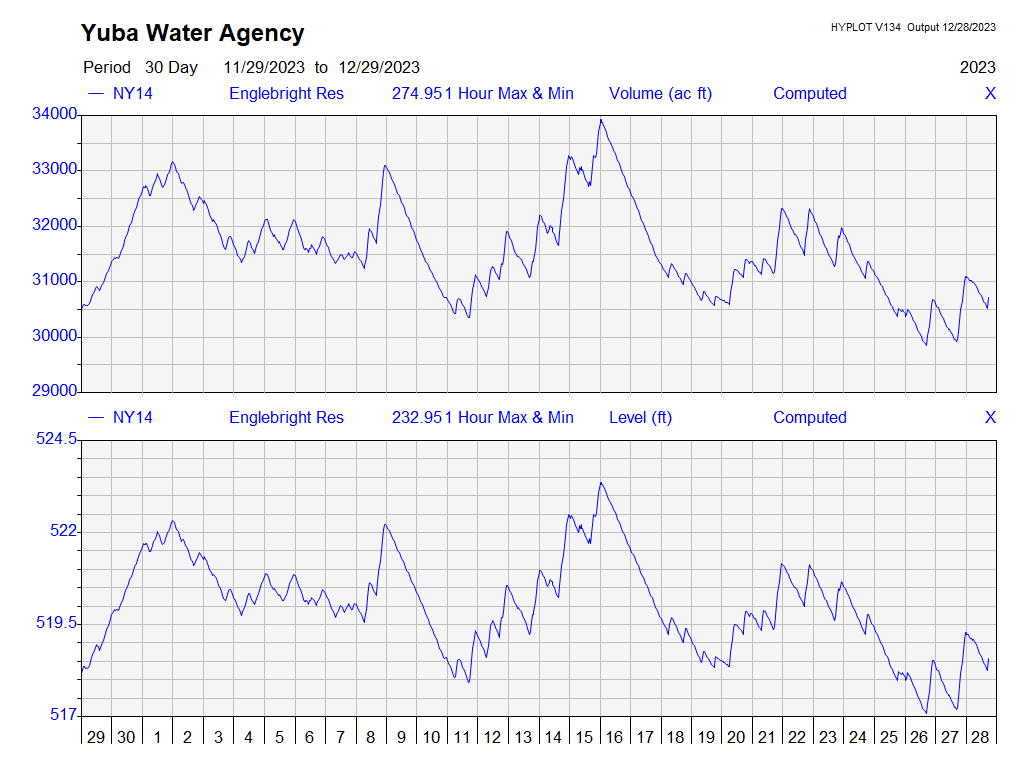 Yuba Water Agency
HYPLOT V134 Output 12/28/2023
Period 30 Day 11/29/2023 to 12/29/2023 2023
NY14 Englebright Res 274.951 Hour Max & Min Volume (ac ft) Computed X
34000
33000
32000
31000
30000
29000
NY14 Englebright Res 232.951 Hour Max & Min Level (ft) Computed X
524.5
522
519.5
517
29 30 1 2 3 4 5 6 7 8 9 10 11 12 13 14 15 16 17 18 19 20 21 22 23 24 25 26 27 28